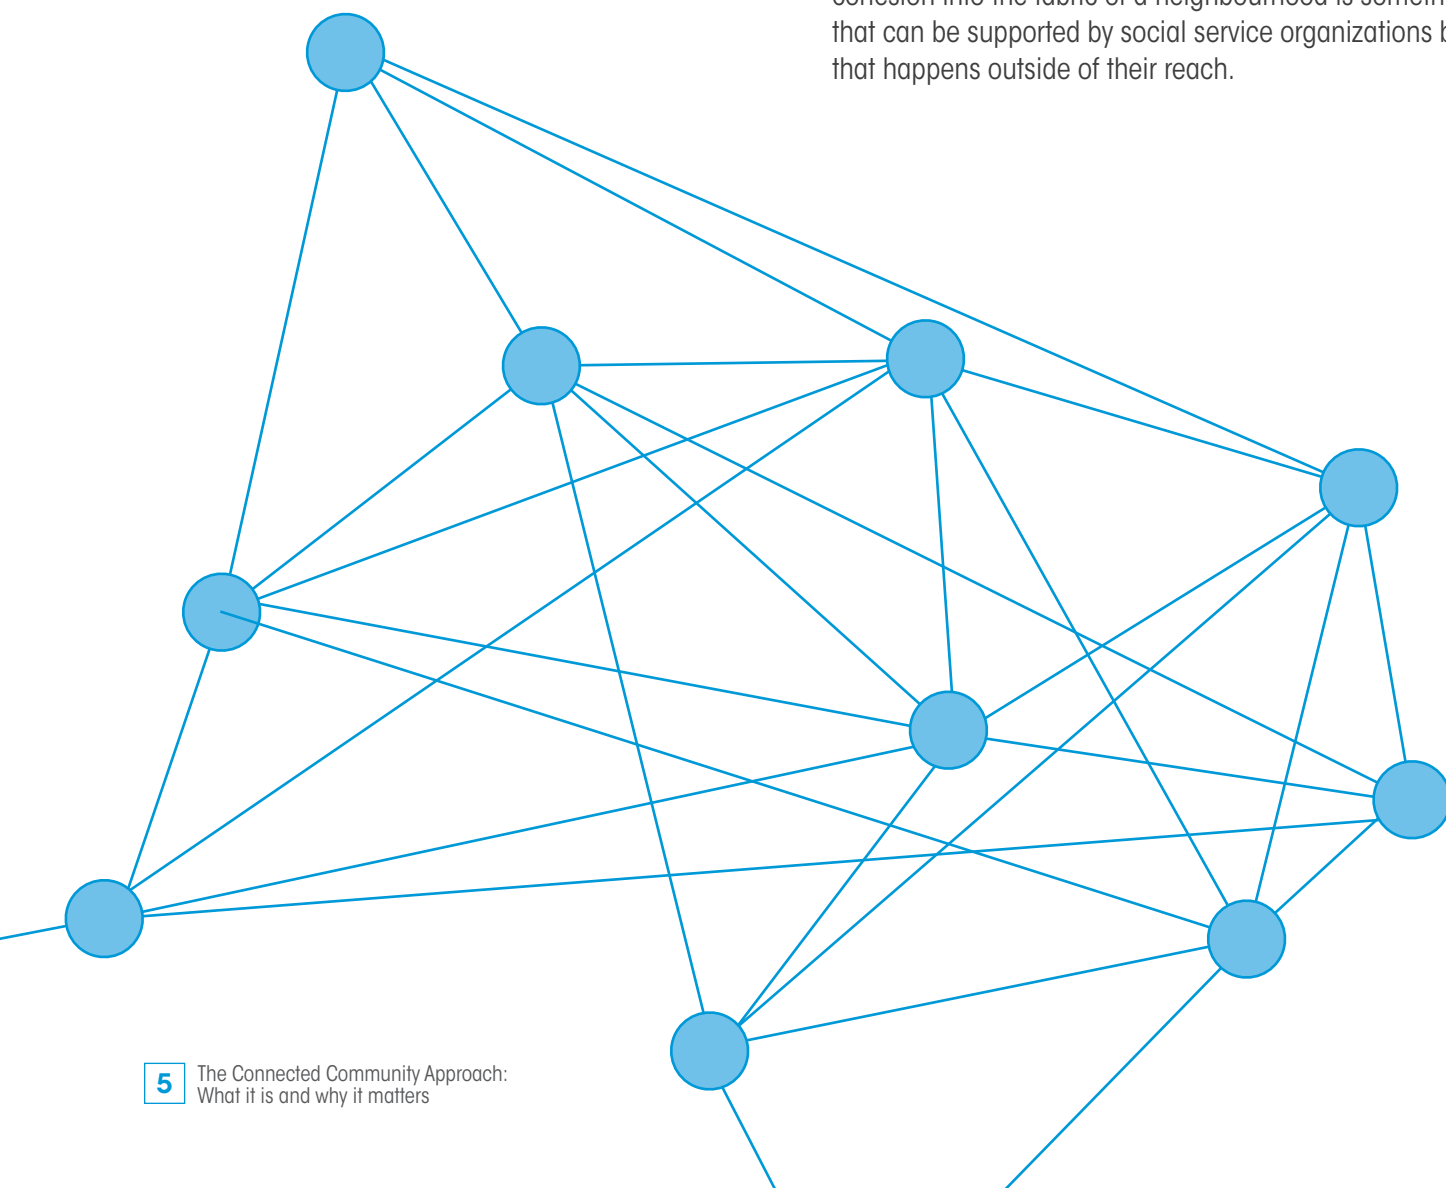 that can be supported by social service organizations
that happens outside of their reach.
5
The Connected Community Approach:
What it is and why it matters